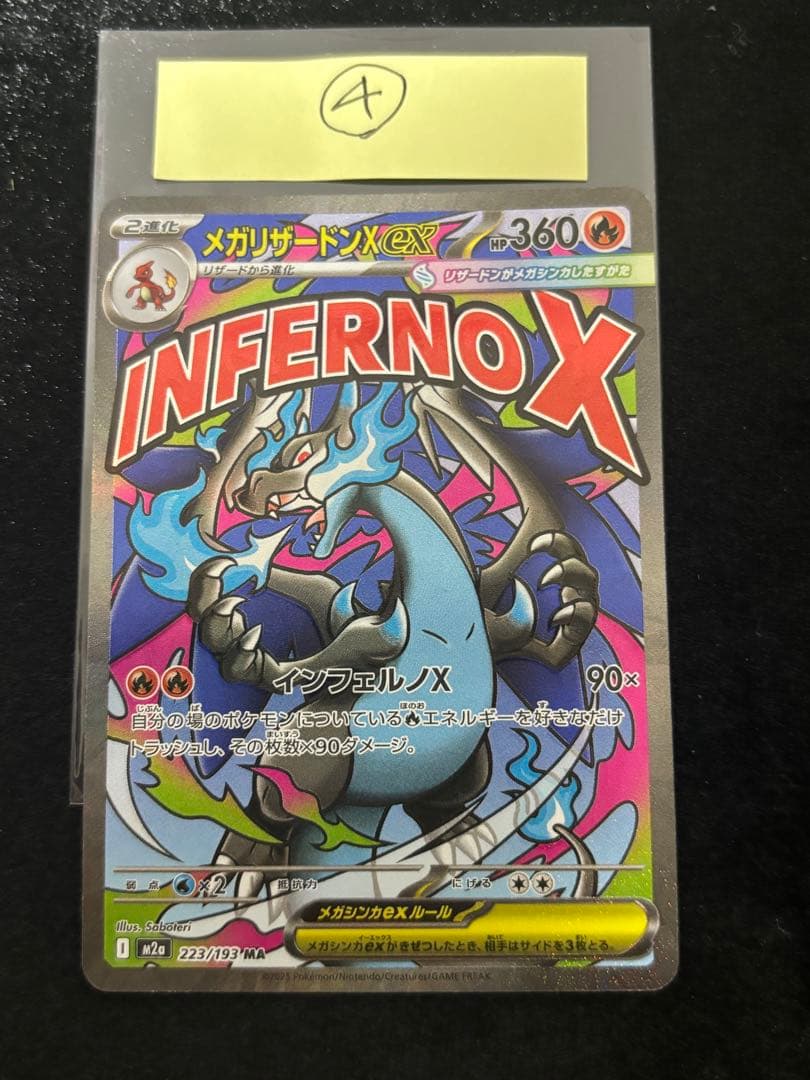 ④
2進化 メガリザードンXex HP360
リザードから進化 リザードンがメガシンカしたすがた
INFERNO X
インフェルノX 90×
自分の場のポケモンについているエネルギーを好きなだけ
トラッシュし、その枚数×90ダメージ。
弱点 ×2 抵抗力 にげる
Illus. Saboteri
メガシンカexルール
メガシンカexがきぜつしたとき、相手はサイドを3枚とる。
I M2a 223/193 MA
©2025 Pokémon/Nintendo/Creatures/GAME FREAK